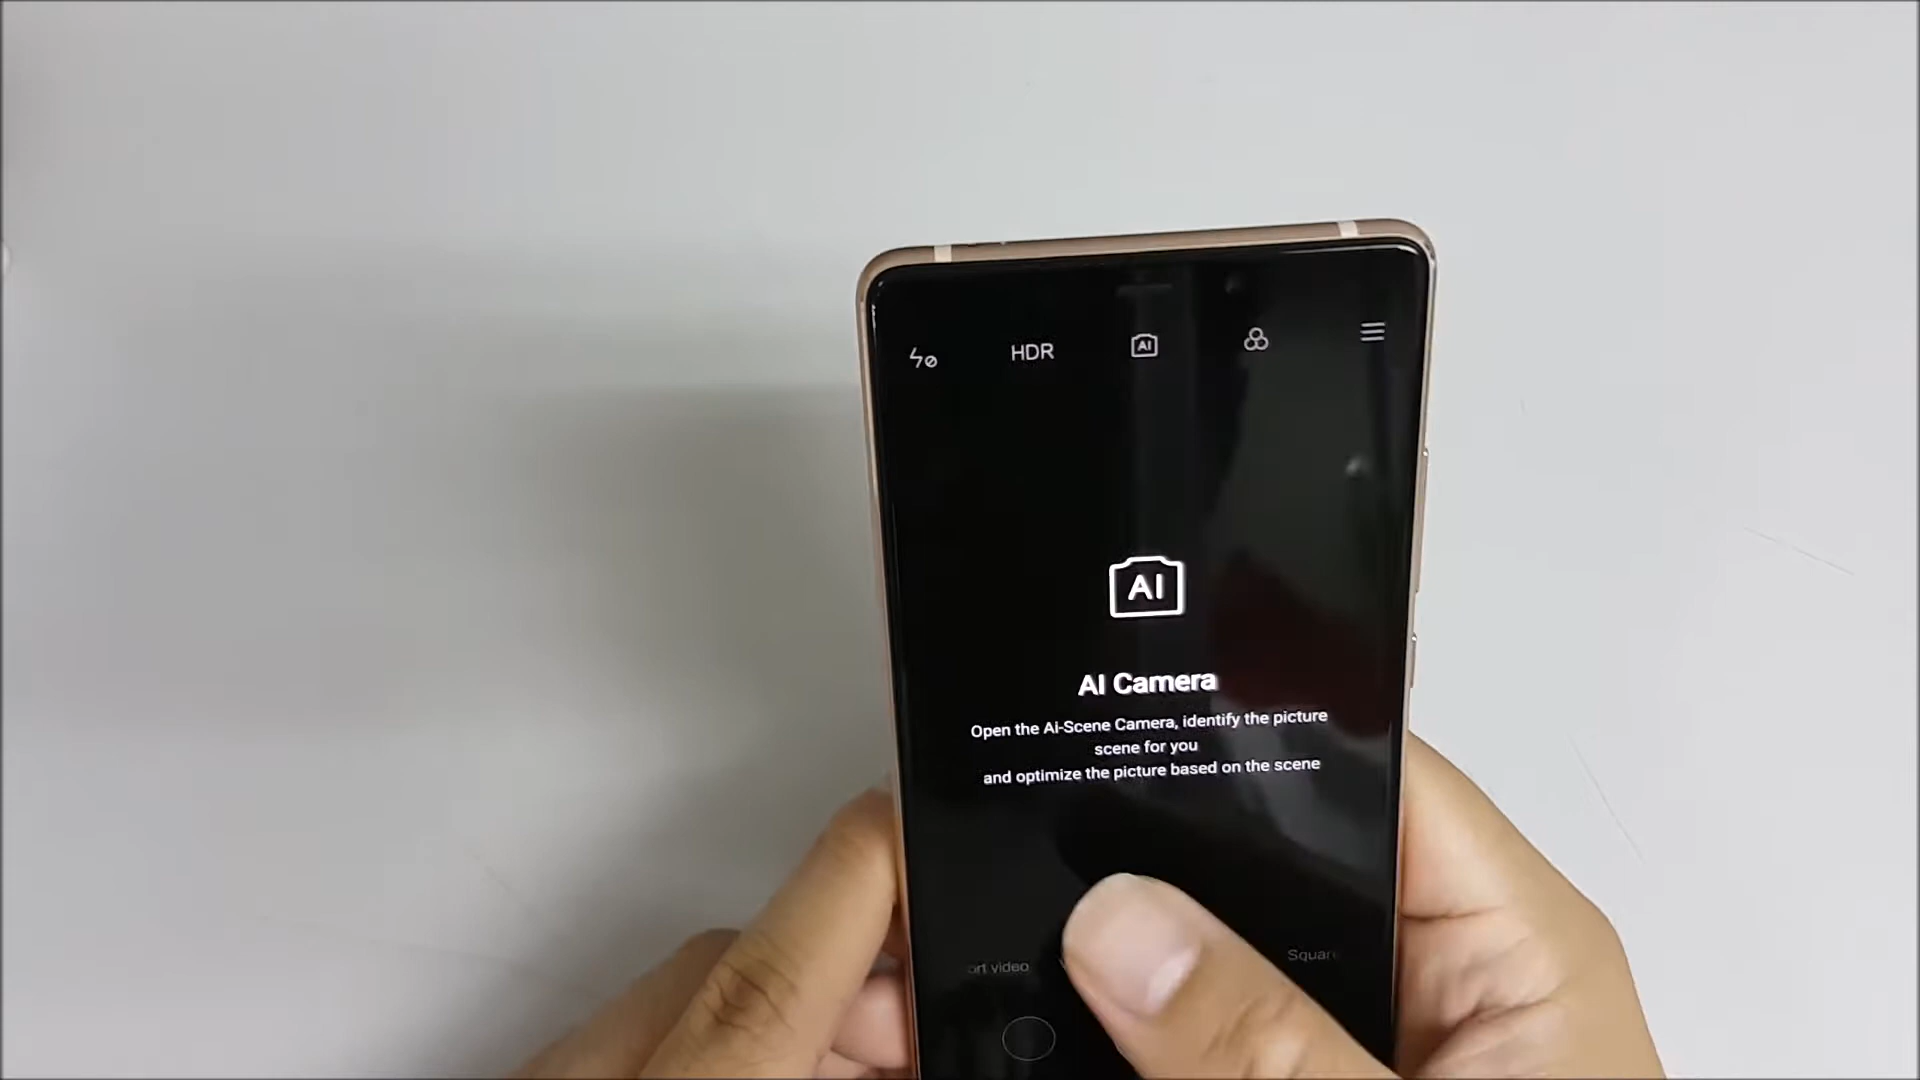 HDR
AI
AI
AI Camera
Open the Ai-Scene Camera, identify the picture
scene for you
and optimize the picture based on the scene
video